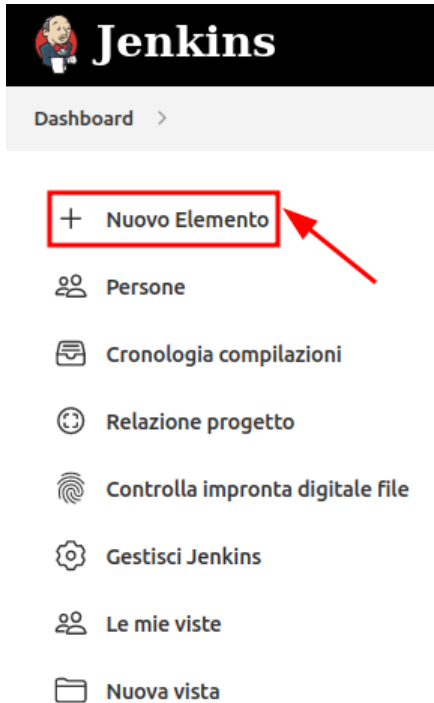 Jenkins
Dashboard
Nuovo Elemento
Persone
Cronologia compilazioni
Relazione progetto
Controlla impronta digitale file
Gestisci Jenkins
Le mie viste
Nuova vista